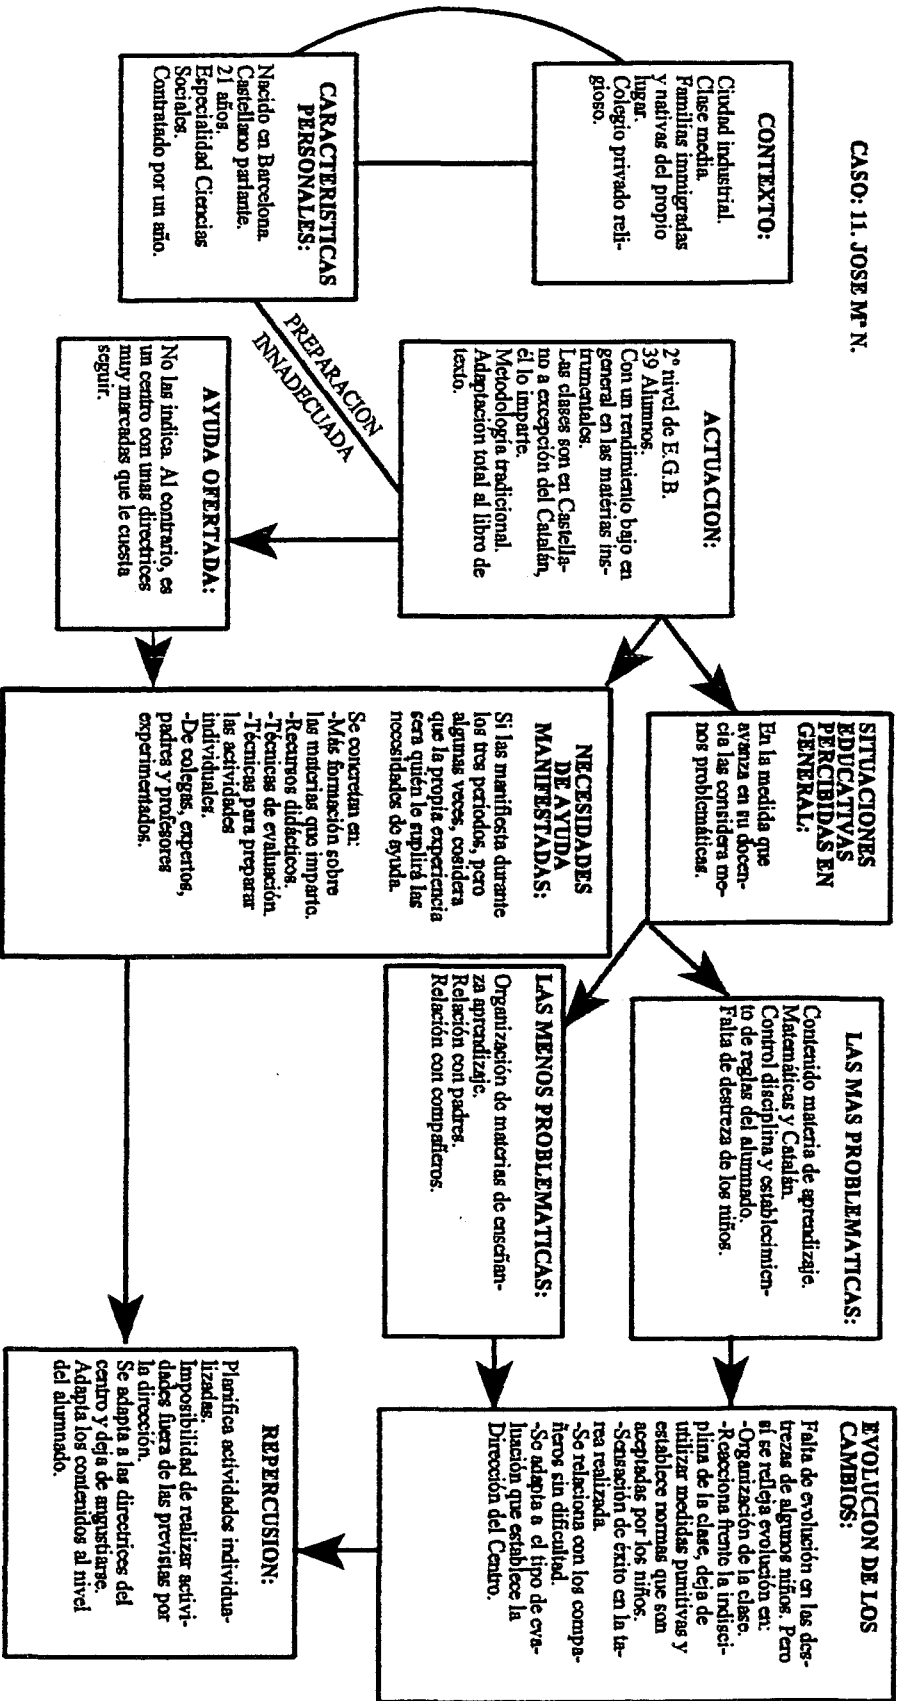 CASO: 11. JOSE Mª N.
CONTEXTO:
Ciudad industrial.
Clase media.
Familias immigradas
y nativas del propio
lugar.
Colegio privado reli-
gioso.
CARACTERISTICAS
PERSONALES:
Nacido en Barcelona.
Castellano parlante.
21 años.
Especialidad Ciencias
Sociales.
Contratado por un año.
PREPARACION
INNADECUADA
ACTUACION:
2º nivel de E.G.B.
39 Alumnos.
Con un rendimiento bajo en
general en las matérias ins-
trumentales.
Las clases son en Castella-
no a excepción del Catalán,
él lo imparte.
Metodología tradicional.
Adaptación total al libro de
texto.
AYUDA OFERTADA:
No las indica. Al contrario, es
un centro con unas directrices
muy marcadas que le cuesta
seguir.
SITUACIONES
EDUCATIVAS
PERCIBIDAS EN
GENERAL:
En la medida que
avanza en su docen-
cia las considera me-
nos problemáticas.
NECESIDADES
DE AYUDA
MANIFESTADAS:
Si las manifiesta durante
los tres periodos, pero
algunas veces, cosidera
que la propia experiencia
sera quién le suplirá las
necosidados de ayuda.
Se concretan en:
-Más formación sobre
las materias que imparte.
-Recursos didácticos.
-Técnicas de evaluación.
-Técnicas para preparar
las actividades
individuales.
-De colegas, expertos,
padres y profesores
experimentados.
LAS MAS PROBLEMATICAS:
Contenido materia de aprendizaje.
Matemáticas y Catalán.
Control disciplina y establecimien-
to de reglas del alumnado.
Falta de destreza de los niños.
LAS MENOS PROBLEMATICAS:
Organización de materias de enseñan-
za aprendizaje.
Relación con padres.
Relación con compañeros.
EVOLUCION DE LOS
CAMBIOS:
Falta de evolución en las des-
trezas de algunos niños. Pero
sí se refleja evolución en:
-Organización de la clase.
-Reacciona frente la indisci-
plina de la clase, deja de
utilizar medidas punitivas y
establece normas que son
aceptadas por los niños.
-Sensación de éxito en la ta-
rea realizada.
-Se relaciona con los compa-
ñeros sin dificultad.
-Se adapta a el tipo de eva-
luación que establece la
Dirección del Centro.
REPERCUSION:
Planifica actividades individua-
lizadas.
Imposibilidad de realizar activi-
dades fuera de las previstas por
la dirección.
Se adapta a las directrices del
centro y deja de angustiarse.
Adapta los contenidos al nivel
del alumnado.